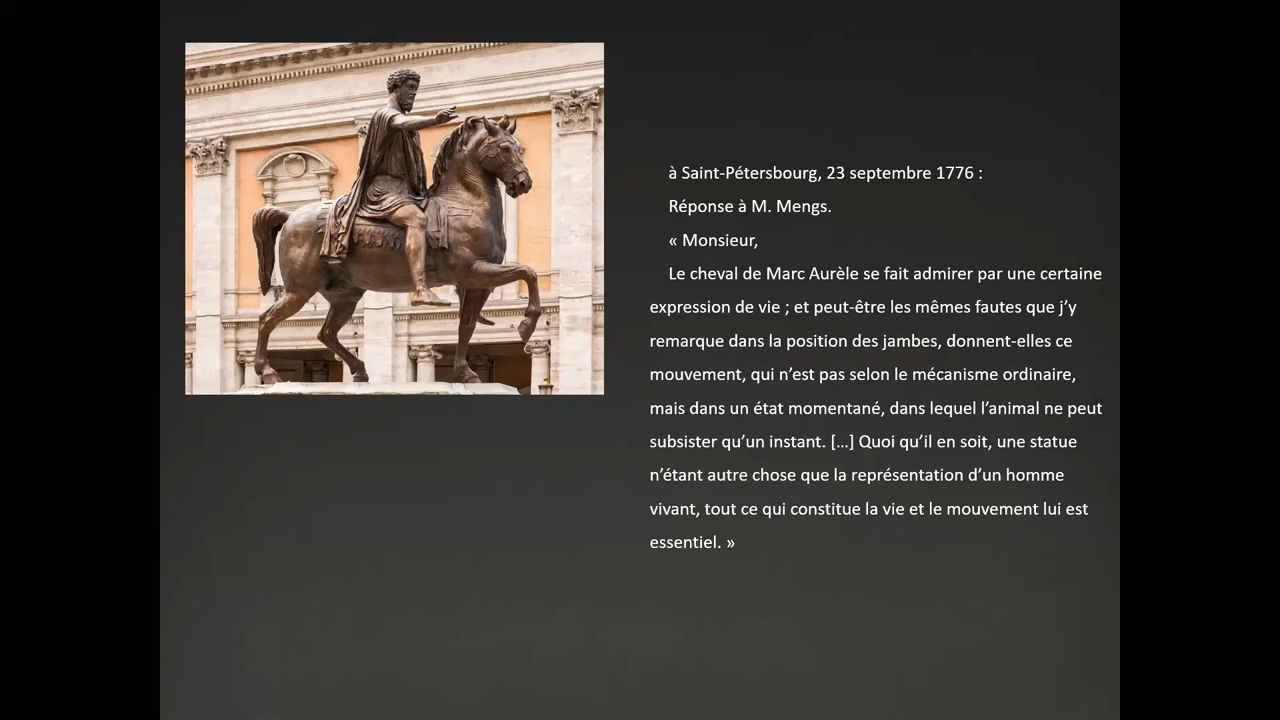 à Saint-Pétersbourg, 23 septembre 1776 :
Réponse à M. Mengs.
« Monsieur,
Le cheval de Marc Aurèle se fait admirer par une certaine
expression de vie ; et peut-être les mêmes fautes que j’y
remarque dans la position des jambes, donnent-elles ce
mouvement, qui n’est pas selon le mécanisme ordinaire,
mais dans un état momentané, dans lequel l’animal ne peut
subsister qu’un instant. […] Quoi qu’il en soit, une statue
n’étant autre chose que la représentation d’un homme
vivant, tout ce qui constitue la vie et le mouvement lui est
essentiel. »